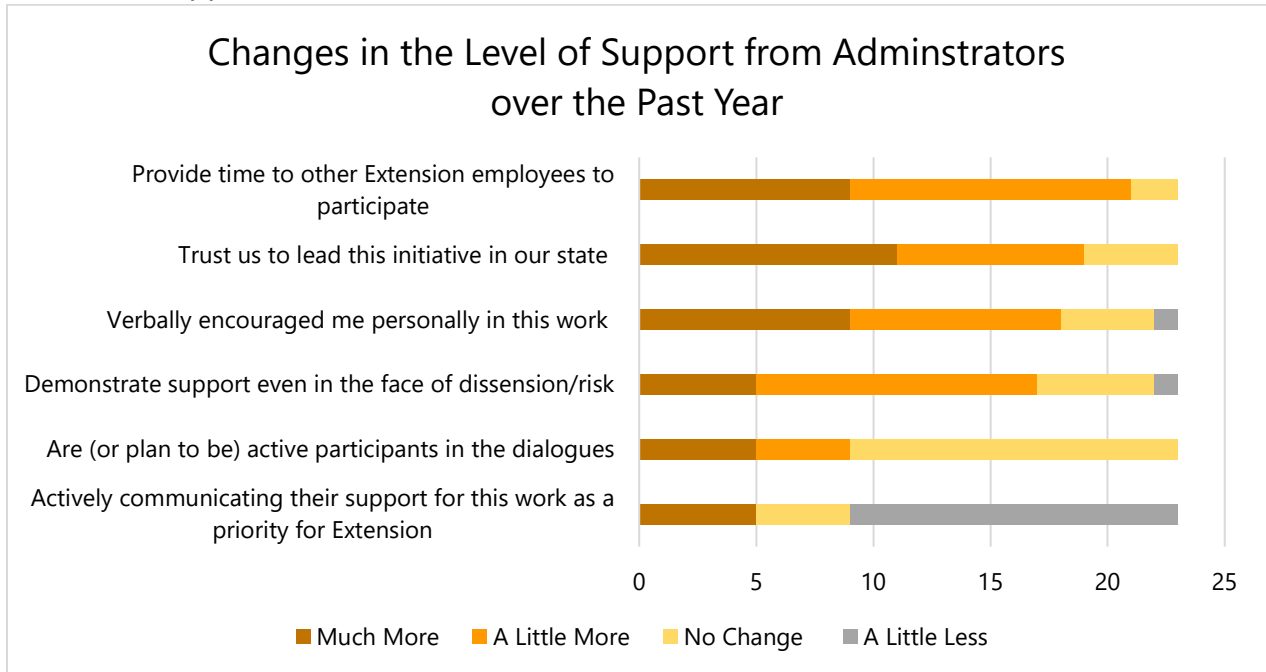 Changes in the Level of Support from Adminstrators
over the Past Year
Provide time to other Extension employees to
participate
Trust us to lead this initiative in our state
Verbally encouraged me personally in this work
Demonstrate support even in the face of dissension/risk
Are (or plan to be) active participants in the dialogues
Actively communicating their support for this work as a
priority for Extension
0 5 10 15 20 25
Much More A Little More No Change A Little Less